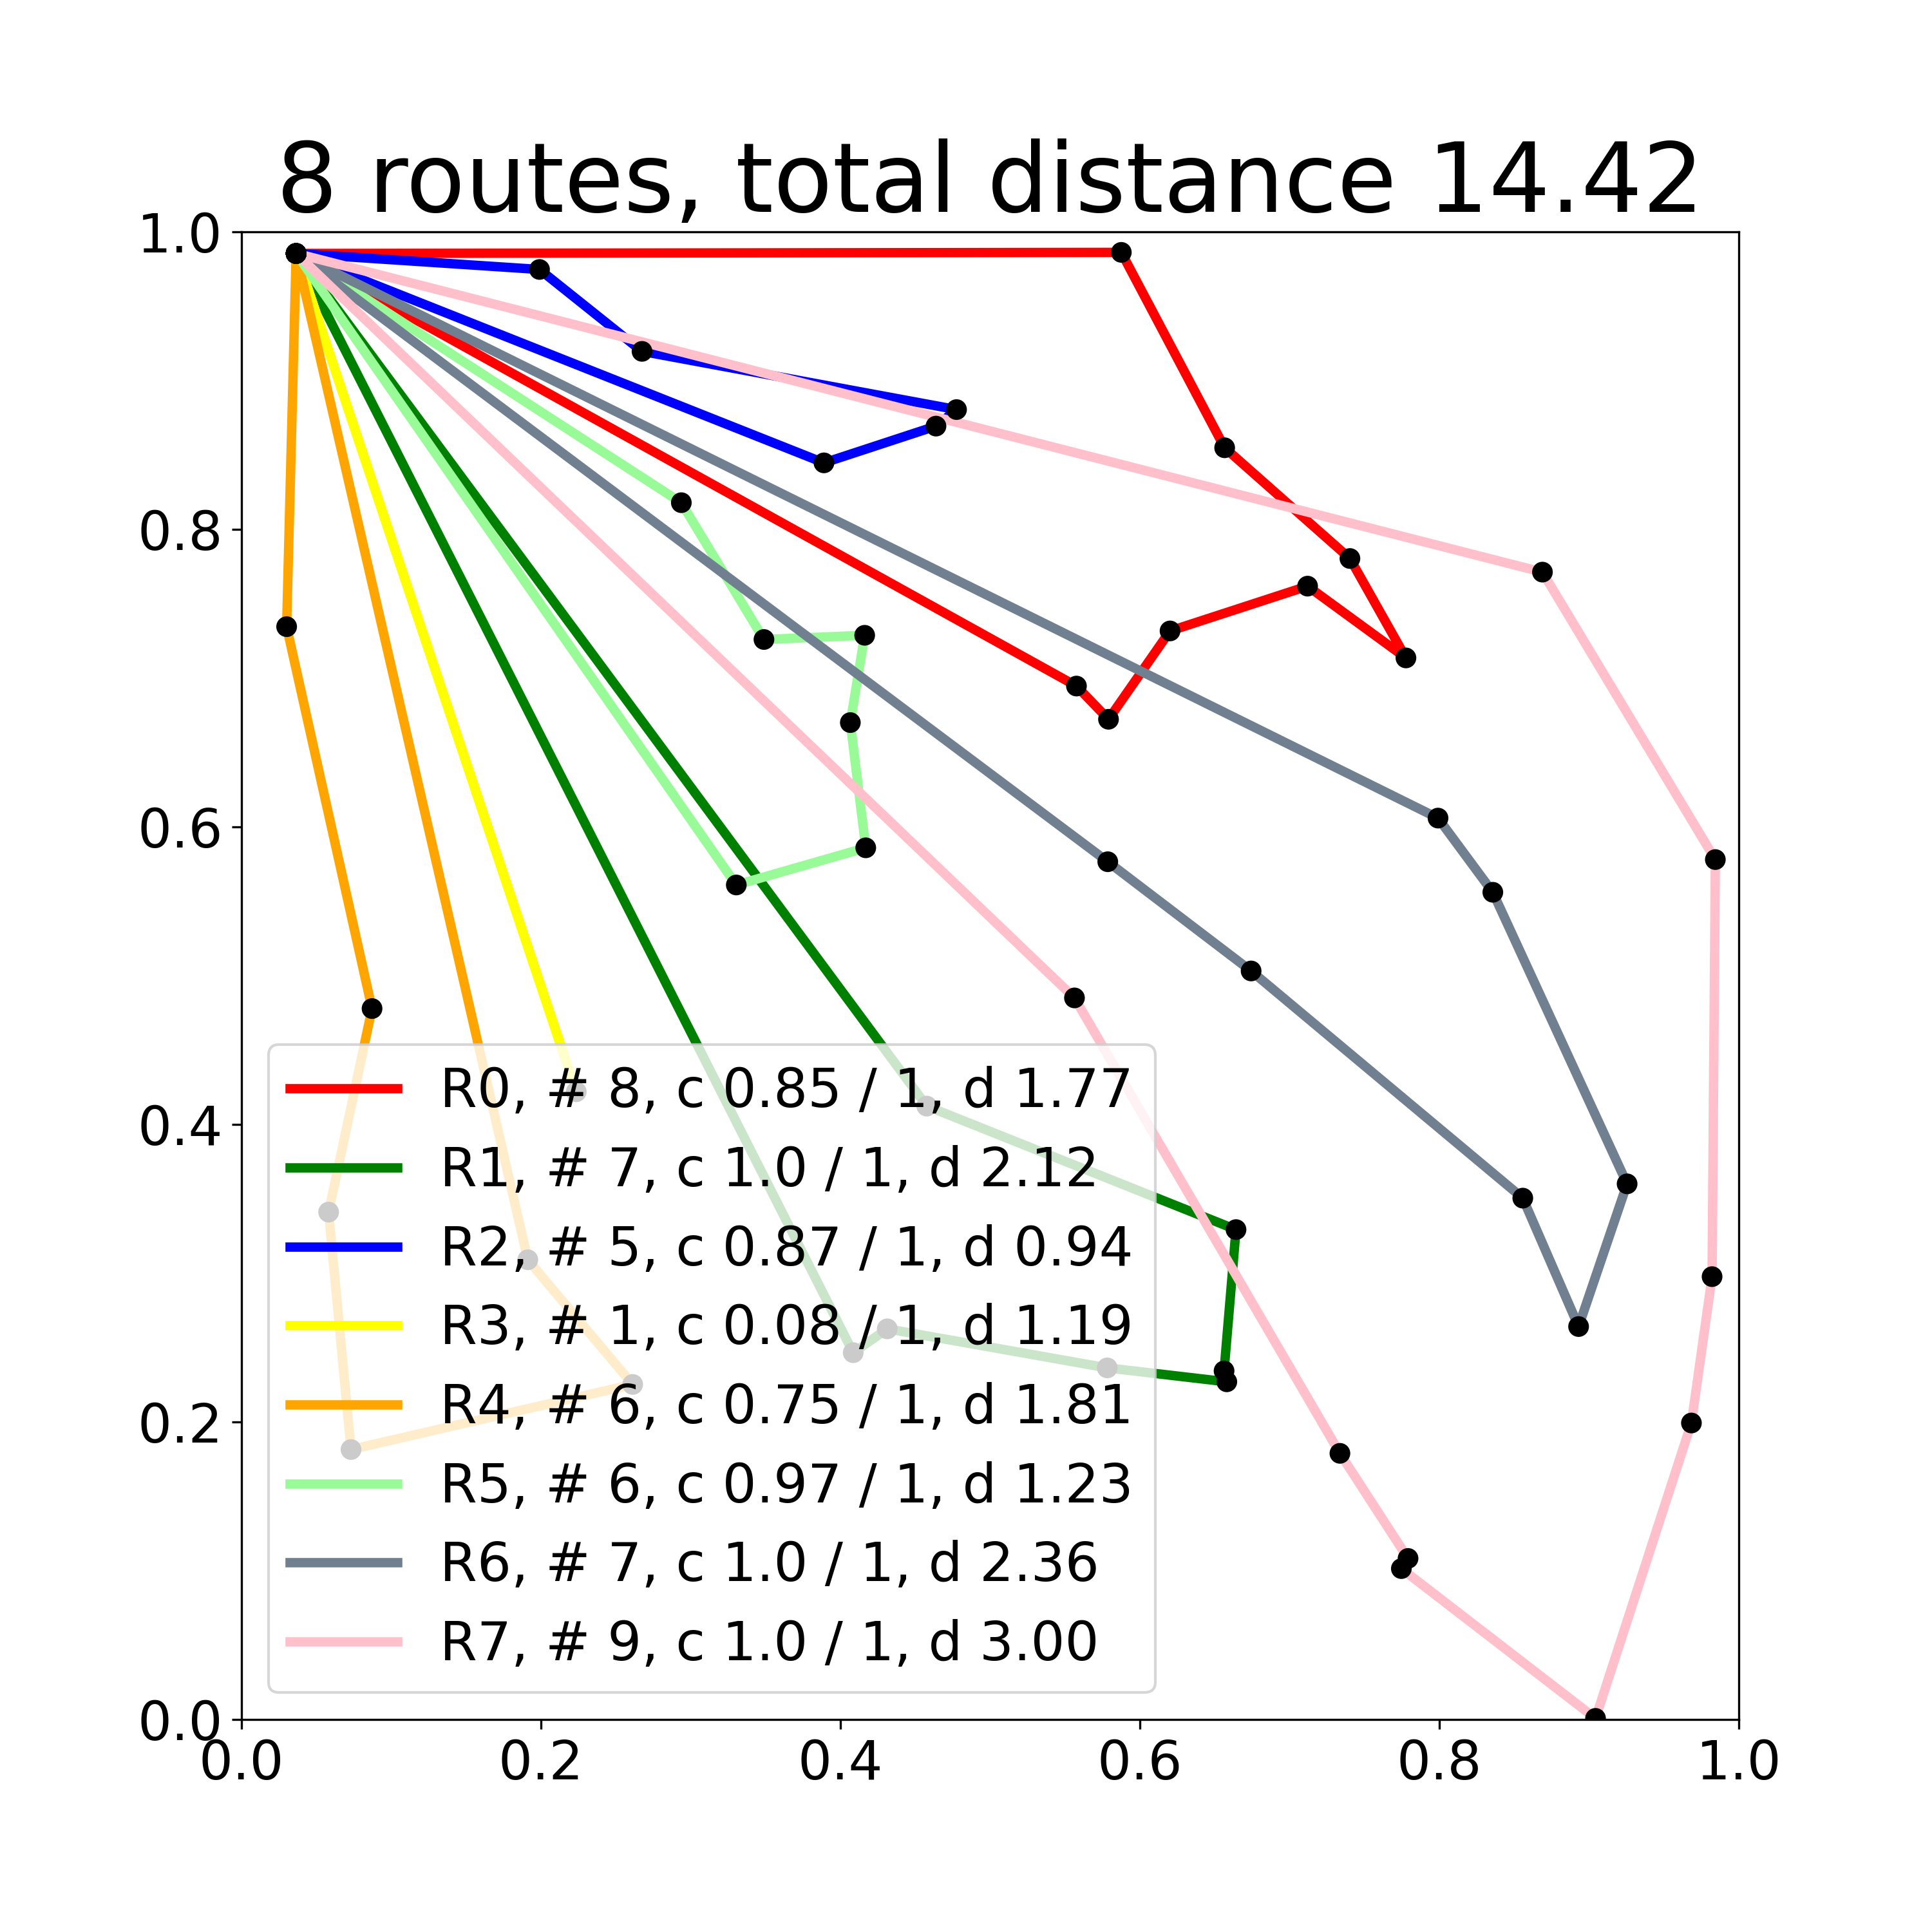 8 routes, total distance 14.42
1.0
0.8
0.6
0.4
0.2
0.0
R0, # 8, c 0.85 / 1, d 1.77
R1, # 7, c 1.0 / 1, d 2.12
R2, # 5, c 0.87 / 1, d 0.94
R3, # 1, c 0.08 / 1, d 1.19
R4, # 6, c 0.75 / 1, d 1.81
R5, # 6, c 0.97 / 1, d 1.23
R6, # 7, c 1.0 / 1, d 2.36
R7, # 9, c 1.0 / 1, d 3.00
0.0 0.2 0.4 0.6 0.8 1.0